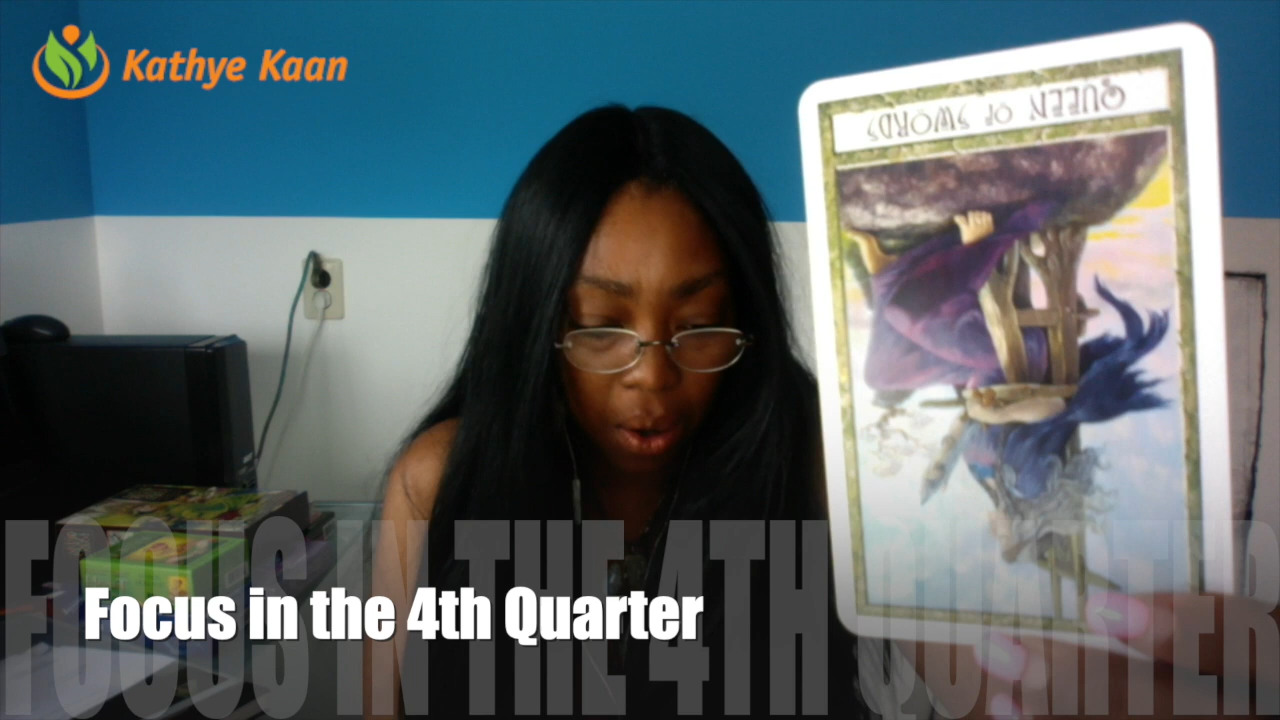 Kathye Kaan
QUEEN OF SWORDS
FOCUS IN THE 4TH QUARTER
Focus in the 4th Quarter